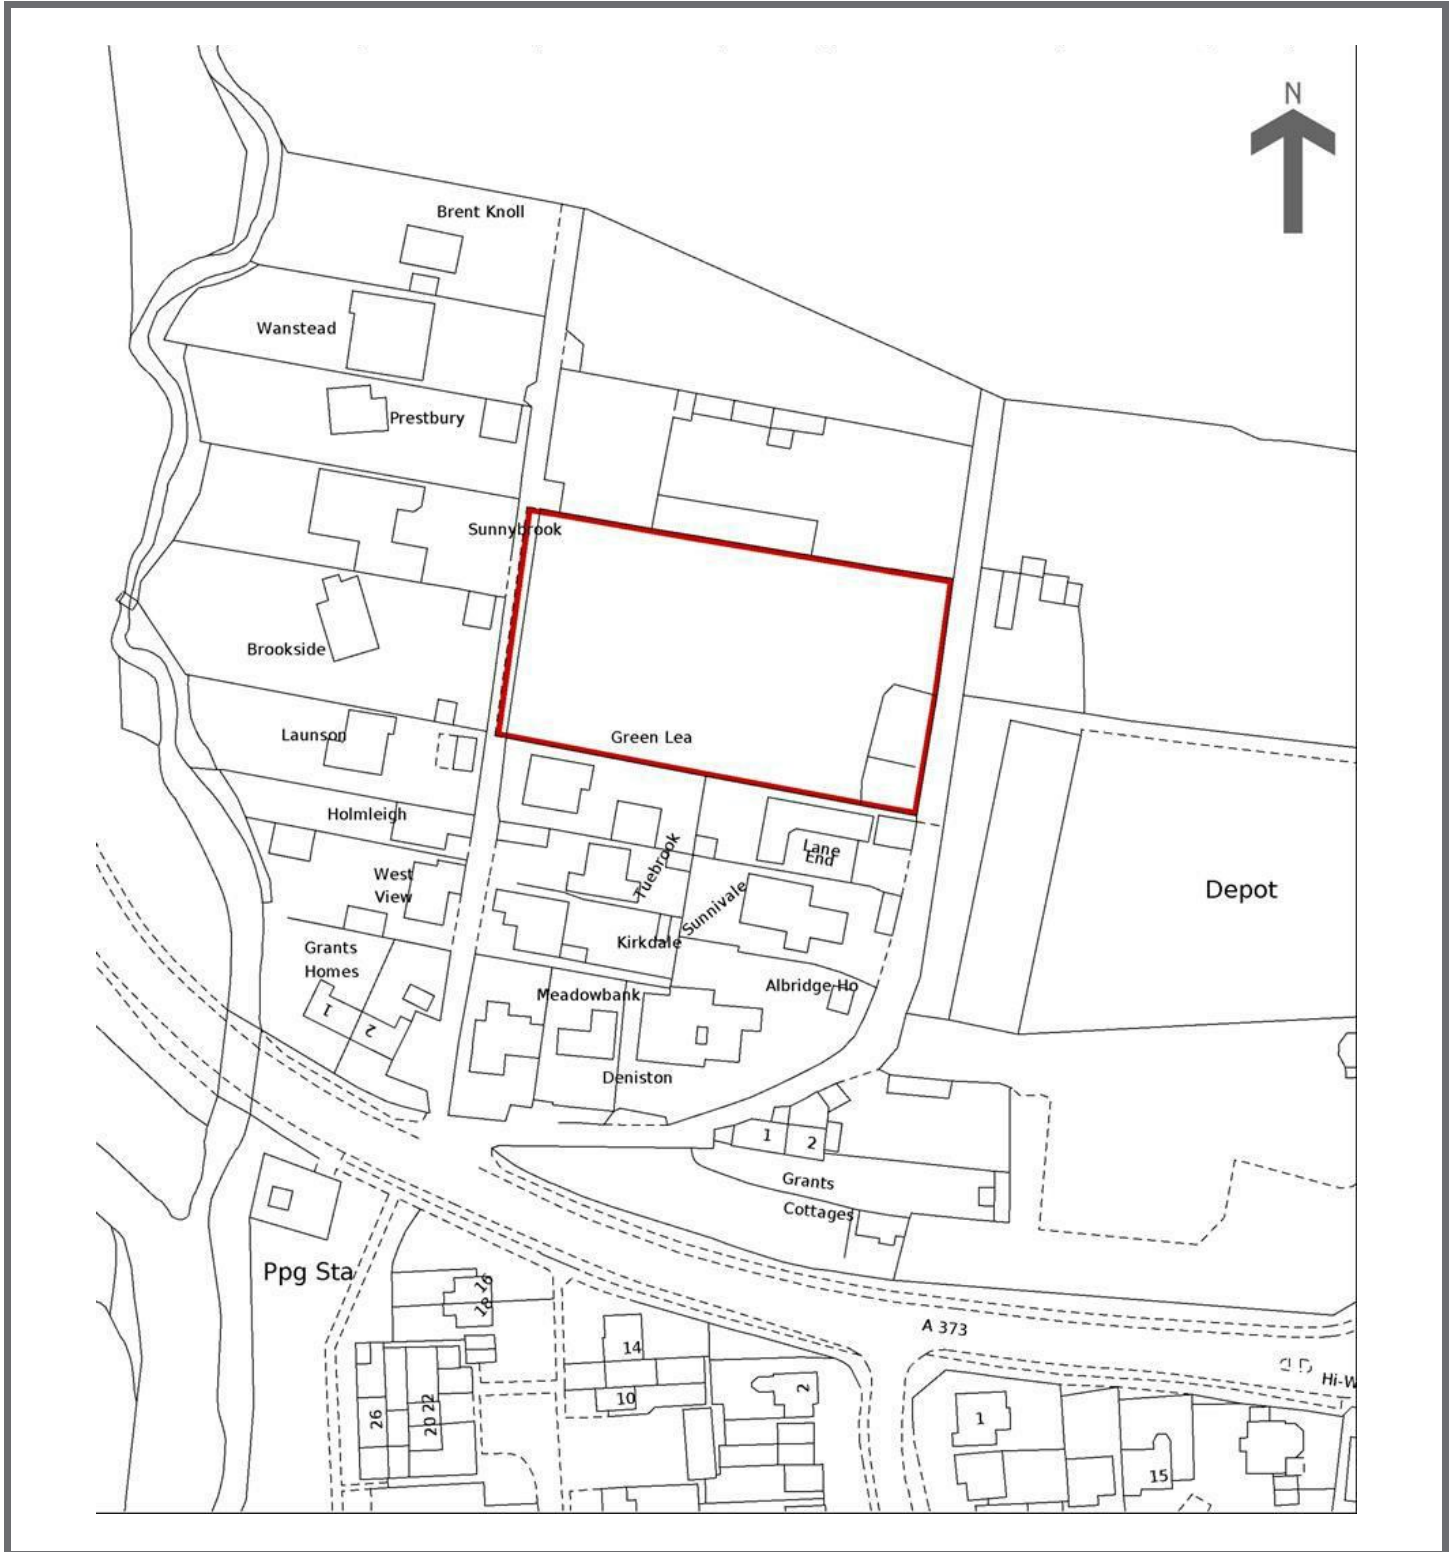 N
Brent Knoll
Wanstead
Prestbury
Sunnybrook
Brookside
Launson
Green Lea
Holmleigh
Tuebrook
Lane
End
West
View
Sunnivale
Depot
Kirkdale
Grants
Homes
Albridge Ho
Meadowbank
1
2
Deniston
1
2
Grants
Cottages
Ppg Sta
16
18
A 373
14
Hi-W
2
10
26
20 22
1
15